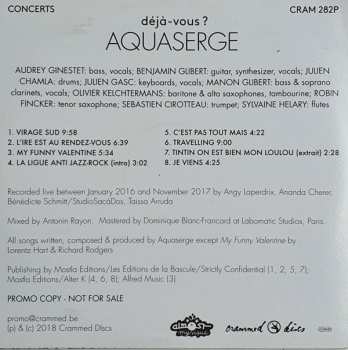 CONCERTS
CRAM 282P
déjà-vous?
AQUASERGE
AUDREY GINESTET: bass, vocals; BENJAMIN GLIBERT: guitar, synthesizer, vocals; JULIEN
CHAMLA: drums; JULIEN GASC: keyboards, vocals; MANON GLIBERT: bass & soprano
clarinets, vocals; OLIVIER KELCHTERMANS: baritone & alto saxophones, tambourine; ROBIN
FINCKER: tenor saxophone; SEBASTIEN CIROTTEAU: trumpet; SYLVAINE HELARY: flutes
1. VIRAGE SUD 9:58
2. L'IRE EST AU RENDEZ-VOUS 6:39
3. MY FUNNY VALENTINE 5:34
4. LA LIGUE ANTI JAZZ-ROCK (intro) 3:02
5. C'EST PAS TOUT MAIS 4:22
6. TRAVELLING 9:00
7. TINTIN ON EST BIEN MON LOULOU (extrait) 2:28
8. JE VIENS 4:25
Recorded live between January 2016 and November 2017 by Angy Laperdrix, Ananda Cherer,
Bénédicte Schmitt/StudioSacàDos, Taïssa Arruda
Mixed by Antonin Rayon. Mastered by Dominique Blanc-Francard at Labomatic Studios, Paris.
All songs written, composed & produced by Aquaserge except My Funny Valentine by
Lorentz Hart & Richard Rodgers
Publishing by Mosfia Editions/Les Editions de la Bascule/Strictly Confidential (1, 2, 5, 7);
Mosfia Editions/Alter K (4, 6, 8); Alfred Music (3)
PROMO COPY - NOT FOR SALE
promo@crammed.be
(p) & (c) 2018 Crammed Discs
almost
musique
crammed discs